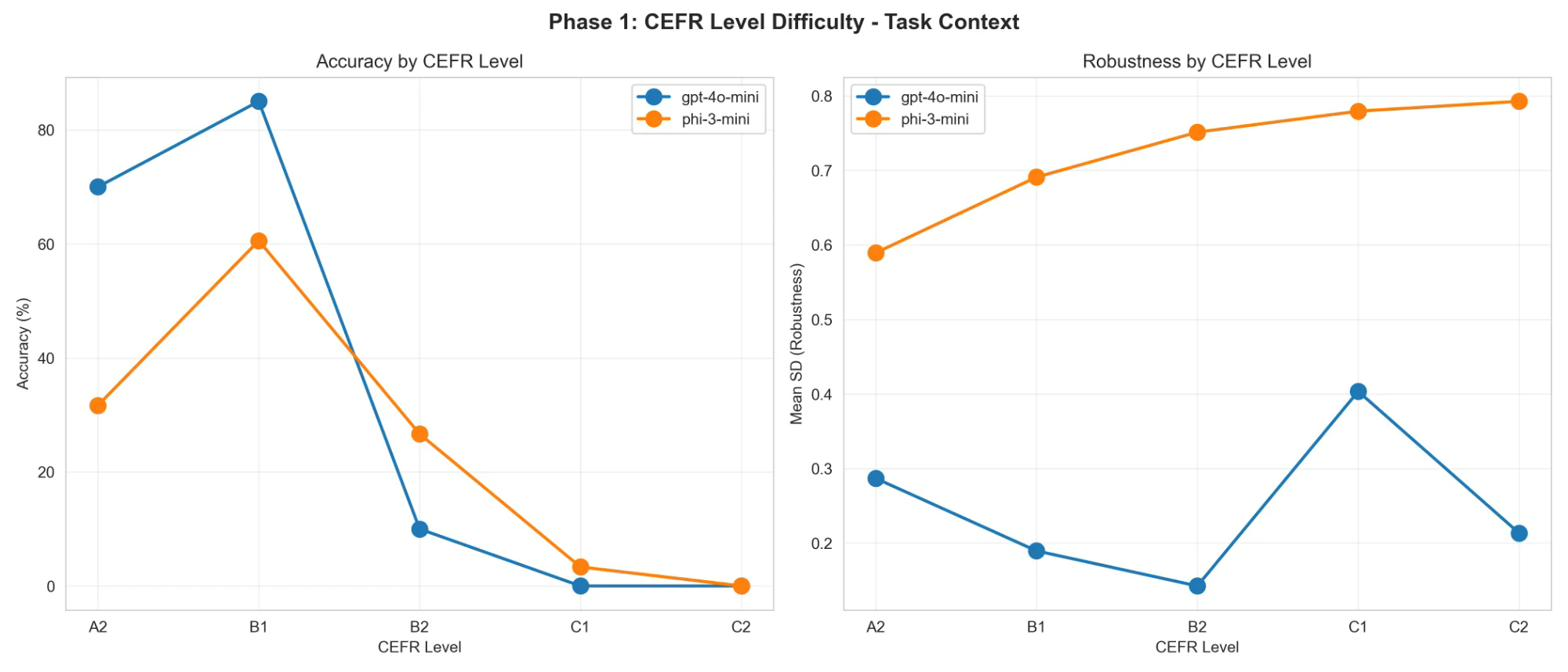 Phase 1: CEFR Level Difficulty - Task Context
Accuracy by CEFR Level
gpt-4o-mini
phi-3-mini
Accuracy (%)
80
60
40
20
0
A2 B1 B2 C1 C2
CEFR Level
Robustness by CEFR Level
gpt-4o-mini
phi-3-mini
Mean SD (Robustness)
0.8
0.7
0.6
0.5
0.4
0.3
0.2
A2 B1 B2 C1 C2
CEFR Level